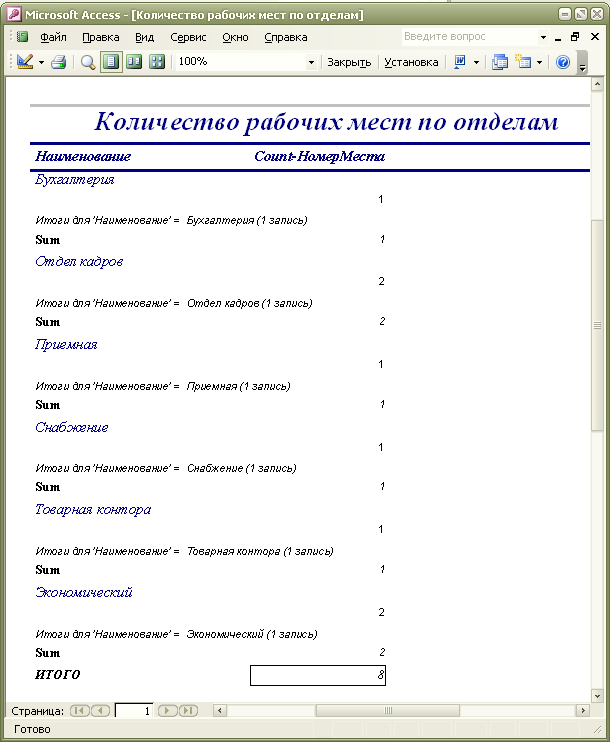 Microsoft Access - [Количество рабочих мест по отделам]
Файл Правка Вид Сервис Окно Справка Введите вопрос
100% Закрыть Установка
Количество рабочих мест по отделам
Наименование Count-НомерМеста
Бухгалтерия
1
Итоги для 'Наименование' = Бухгалтерия (1 запись)
Sum 1
Отдел кадров
2
Итоги для 'Наименование' = Отдел кадров (1 запись)
Sum 2
Приемная
1
Итоги для 'Наименование' = Приемная (1 запись)
Sum 1
Снабжение
1
Итоги для 'Наименование' = Снабжение (1 запись)
Sum 1
Товарная контора
1
Итоги для 'Наименование' = Товарная контора (1 запись)
Sum 1
Экономический
2
Итоги для 'Наименование' = Экономический (1 запись)
Sum 2
ИТОГО 8
Страница: 1
Готово